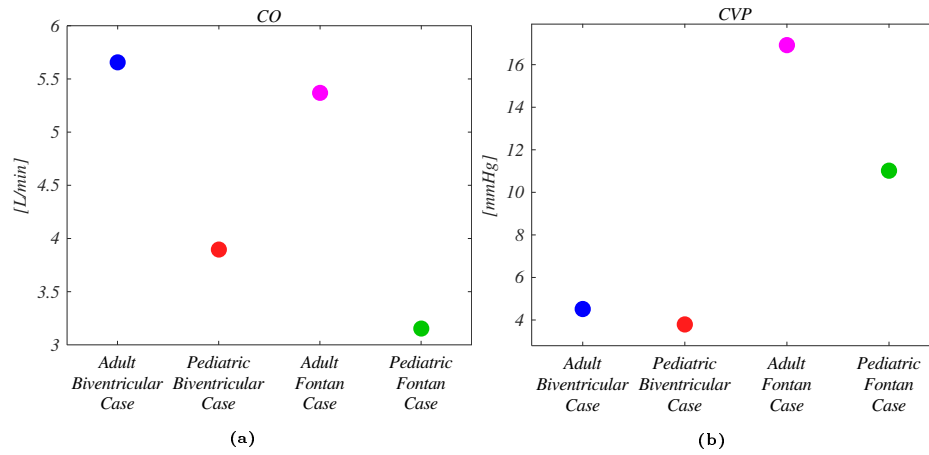 CO
6
5.5
5
4.5
4
3.5
3
[L/min]
Adult Biventricular Case
Pediatric Biventricular Case
Adult Fontan Case
Pediatric Fontan Case
(a)
CVP
16
14
12
10
8
6
4
[mmHg]
Adult Biventricular Case
Pediatric Biventricular Case
Adult Fontan Case
Pediatric Fontan Case
(b)